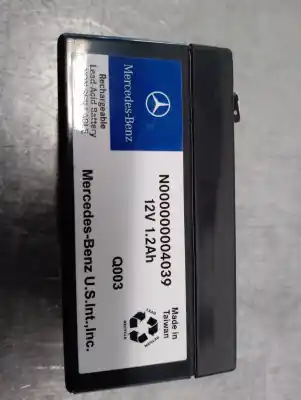 Mercedes-Benz
Rechargeable
Lead-Acid Battery
N000000004039
12V 1.2Ah
Made in
Taiwan
Q003
Mercedes-Benz U.S.Int.,Inc.